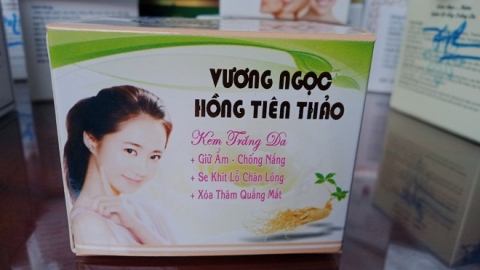 VƯƠNG NGỌC
HỒNG TIÊN THẢO
Kem Trắng Da
+ Giữ Ẩm - Chống Nắng
+ Se Khít Lỗ Chân Lông
+ Xóa Thâm Quầng Mắt